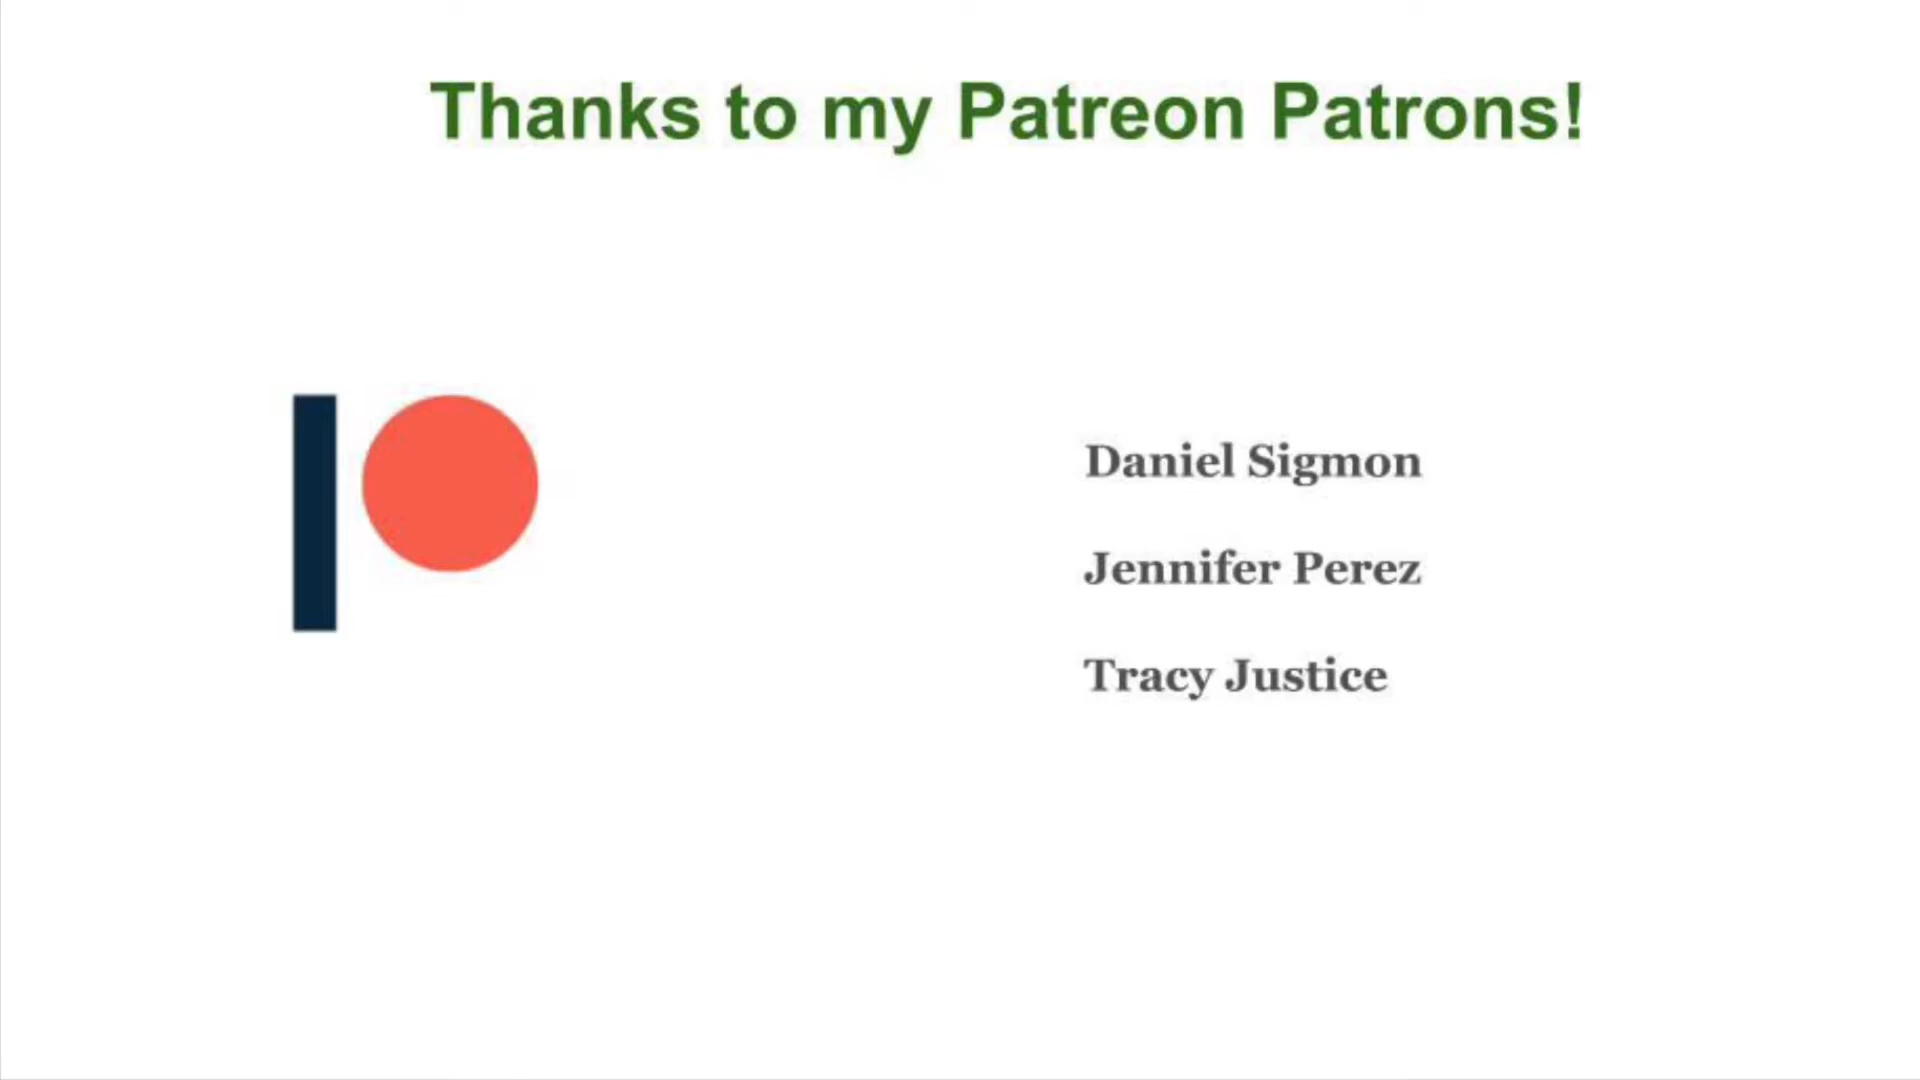 Thanks to my Patreon Patrons!
Daniel Sigmon
Jennifer Perez
Tracy Justice